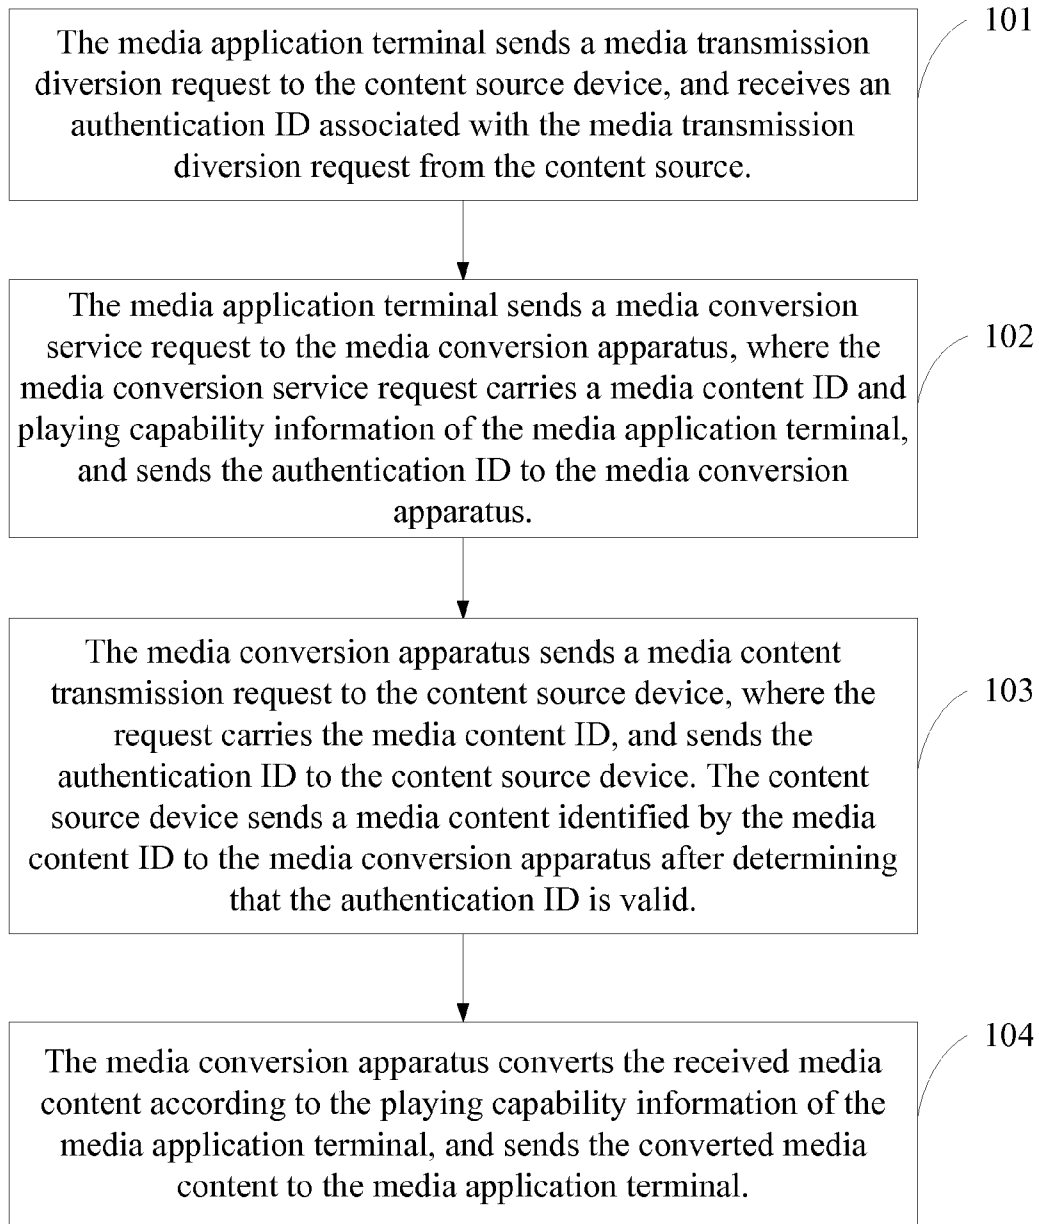 The media application terminal sends a media transmission
diversion request to the content source device, and receives an
authentication ID associated with the media transmission
diversion request from the content source.
101
The media application terminal sends a media conversion
service request to the media conversion apparatus, where the
media conversion service request carries a media content ID and
playing capability information of the media application terminal,
and sends the authentication ID to the media conversion
apparatus.
102
The media conversion apparatus sends a media content
transmission request to the content source device, where the
request carries the media content ID, and sends the
authentication ID to the content source device. The content
source device sends a media content identified by the media
content ID to the media conversion apparatus after determining
that the authentication ID is valid.
103
The media conversion apparatus converts the received media
content according to the playing capability information of the
media application terminal, and sends the converted media
content to the media application terminal.
104